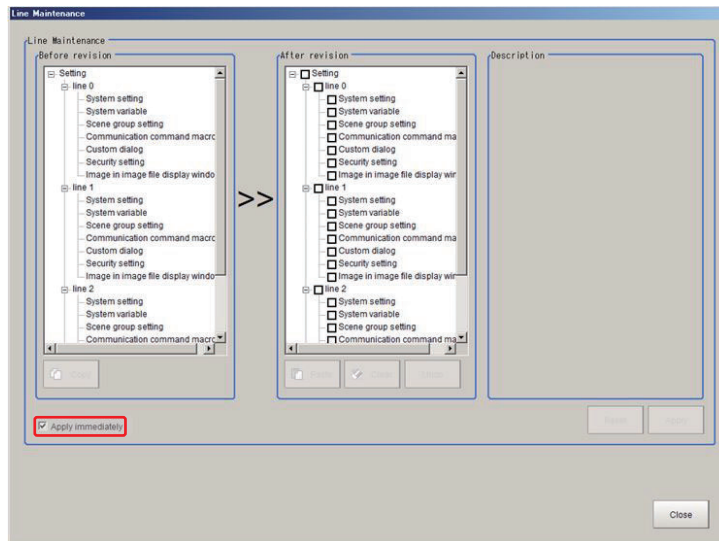 Line Maintenance
Line Maintenance
Before revision
Setting
line 0
System setting
System variable
Scene group setting
Communication command macro
Custom dialog
Security setting
Image in image file display windo
line 1
System setting
System variable
Scene group setting
Communication command macro
Custom dialog
Security setting
Image in image file display windo
line 2
System setting
System variable
Scene group setting
Communication command macro
Copy
>>
After revision
Setting
line 0
System setting
System variable
Scene group setting
Communication command ma
Custom dialog
Security setting
Image in image file display wir
line 1
System setting
System variable
Scene group setting
Communication command ma
Custom dialog
Security setting
Image in image file display wir
line 2
System setting
System variable
Scene group setting
Communication command ma
Paste
Clear
Description
Apply immediately
Apply
Close